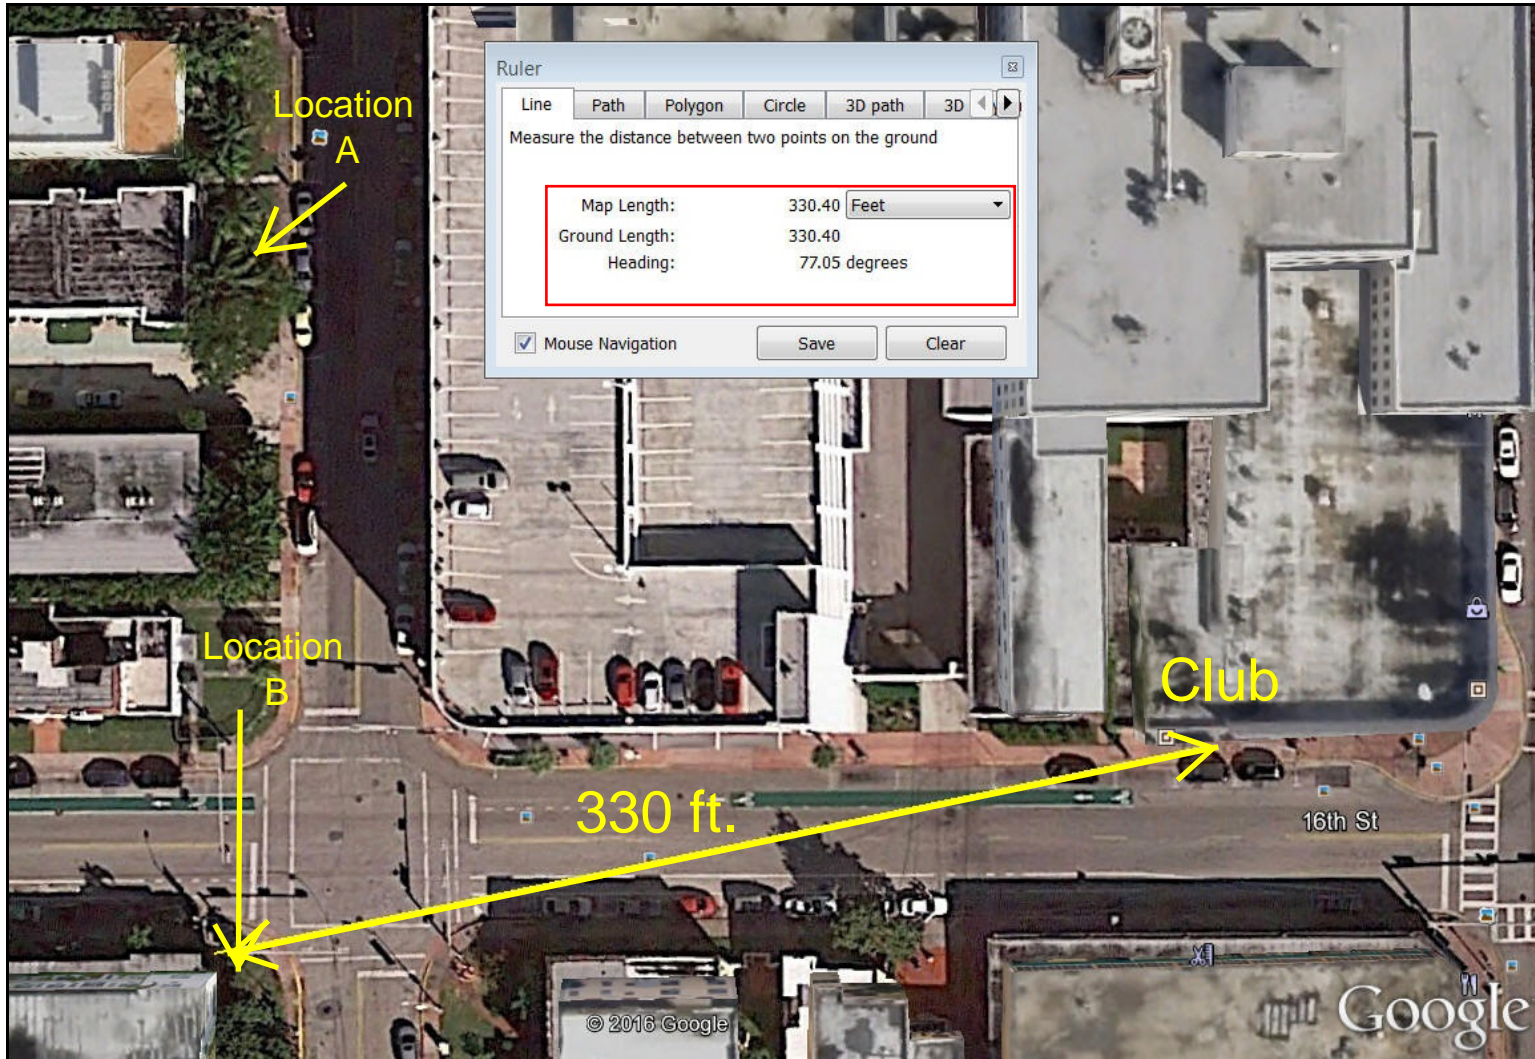 Ruler
Line Path Polygon Circle 3D path 3D
Measure the distance between two points on the ground
Map Length: 330.40 Feet
Ground Length: 330.40
Heading: 77.05 degrees
Mouse Navigation Save Clear
Location
A
Location
B
Club
330 ft.
16th St
© 2016 Google
Google